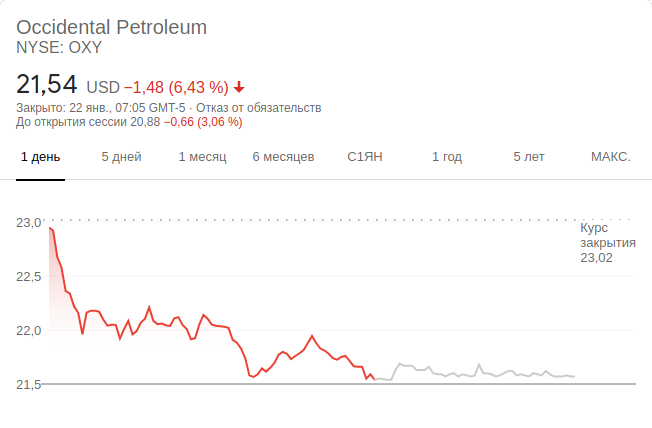 Occidental Petroleum
NYSE: OXY
21,54 USD −1,48 (6,43 %)
Закрыто: 22 янв., 07:05 GMT-5 · Отказ от обязательств
До открытия сессии 20,88 −0,66 (3,06 %)
1 день 5 дней 1 месяц 6 месяцев С1ЯН 1 год 5 лет МАКС.
23,0
Курс
закрытия
23,02
22,5
22,0
21,5